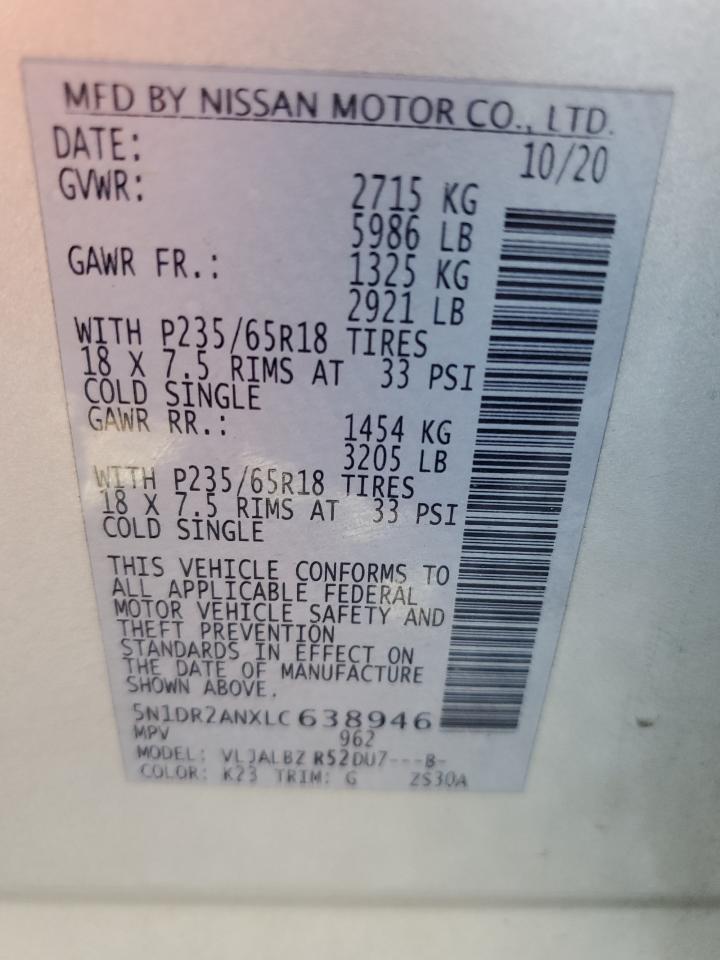 MFD BY NISSAN MOTOR CO., LTD.
DATE: 10/20
GVWR: 2715 KG
5986 LB
GAWR FR.: 1325 KG
2921 LB
WITH P235/65R18 TIRES
18 X 7.5 RIMS AT 33 PSI
COLD SINGLE
GAWR RR.: 1454 KG
3205 LB
WITH P235/65R18 TIRES
18 X 7.5 RIMS AT 33 PSI
COLD SINGLE
THIS VEHICLE CONFORMS TO
ALL APPLICABLE FEDERAL
MOTOR VEHICLE SAFETY AND
THEFT PREVENTION
STANDARDS IN EFFECT ON
THE DATE OF MANUFACTURE
SHOWN ABOVE.
5N1DR2ANXLC638946
MPV 962
MODEL: VLJALBZ R52DU7---B-
COLOR: K23 TRIM: G ZS30A